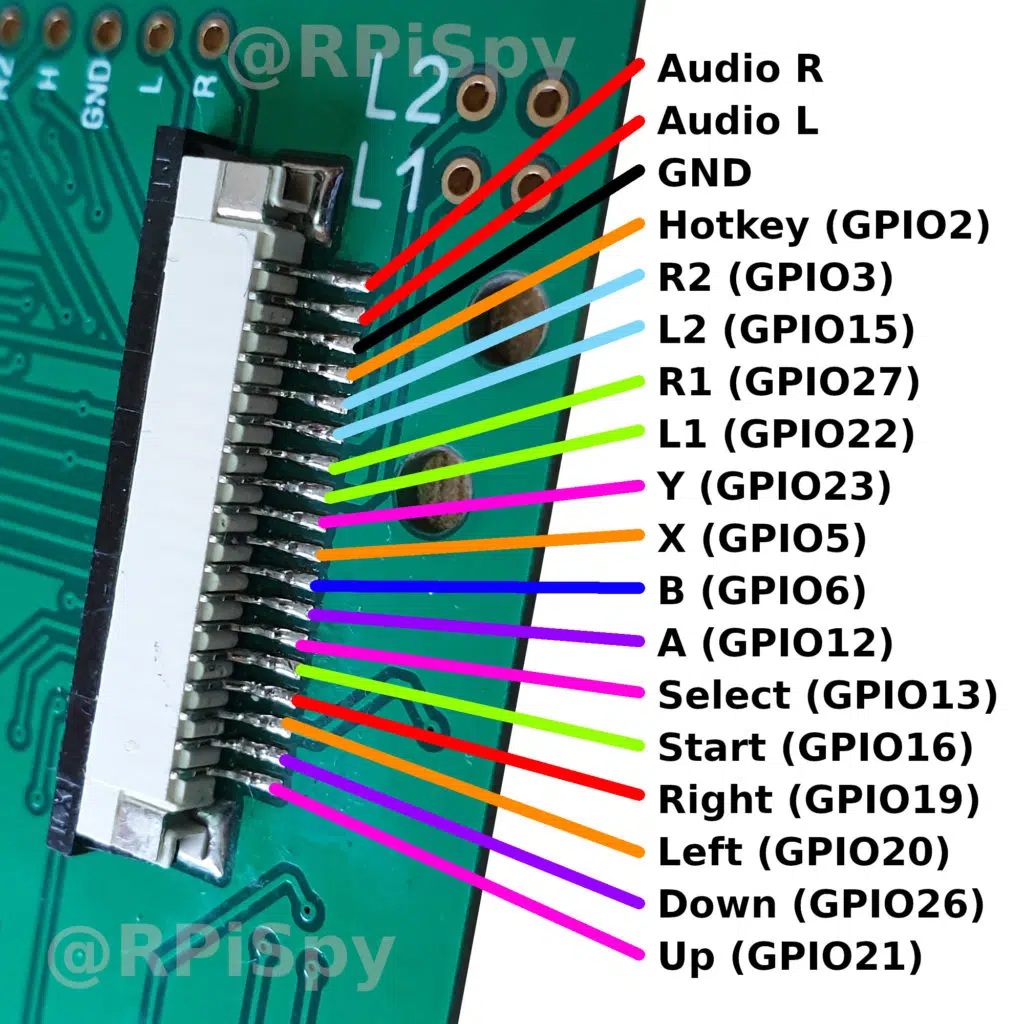 @RPiSpy
R2
H
GND
L
R
L2
L1
Audio R
Audio L
GND
Hotkey (GPIO2)
R2 (GPIO3)
L2 (GPIO15)
R1 (GPIO27)
L1 (GPIO22)
Y (GPIO23)
X (GPIO5)
B (GPIO6)
A (GPIO12)
Select (GPIO13)
Start (GPIO16)
Right (GPIO19)
Left (GPIO20)
Down (GPIO26)
Up (GPIO21)
@RPiSpy